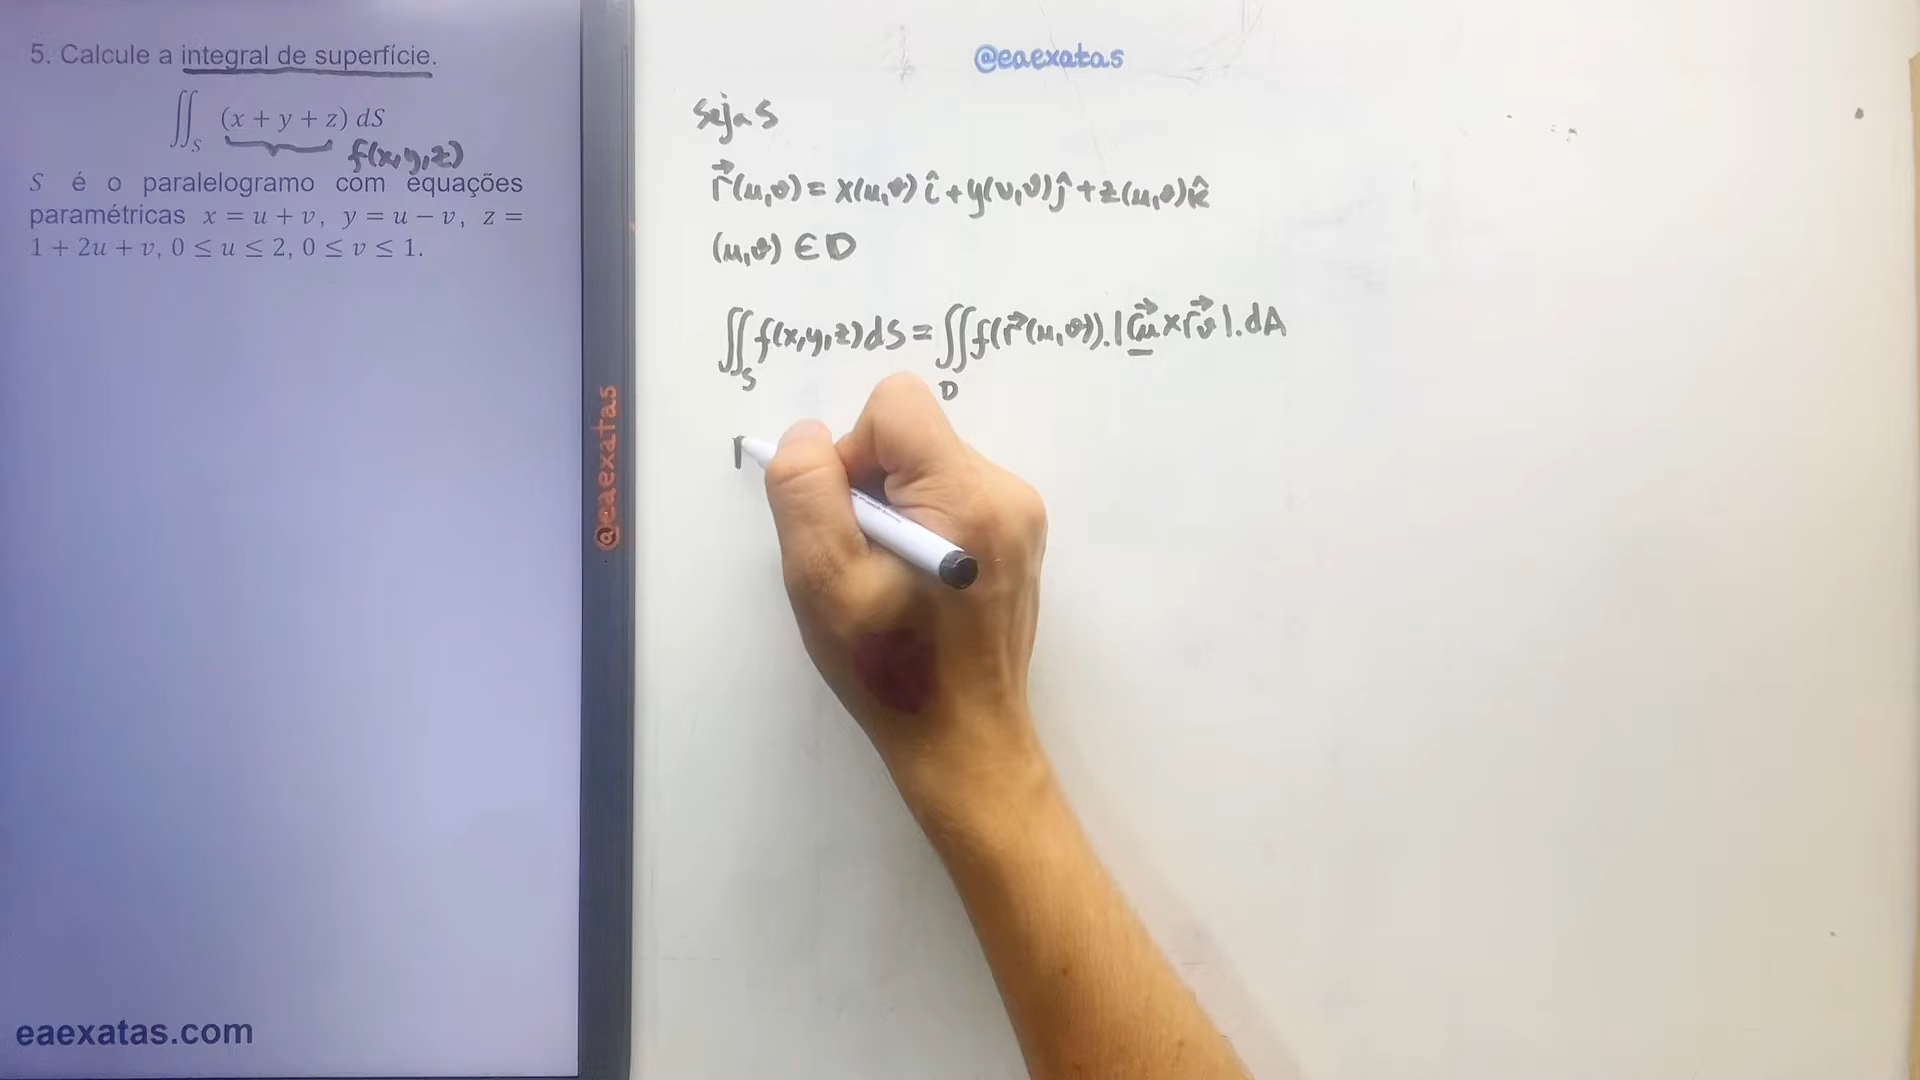 5. Calcule a integral de superfície.
∬_S (x + y + z) dS
f(x,y,z)
S é o paralelogramo com equações
paramétricas x = u + v, y = u − v, z =
1 + 2u + v, 0 ≤ u ≤ 2, 0 ≤ v ≤ 1.
eaexatas.com
@eaexatas
@eaexatas
Seja S
r⃗(u,v) = x(u,v) î + y(u,v) ĵ + z(u,v) k̂
(u,v) ∈ D
∬_S f(x,y,z) dS = ∬_D f(r⃗(u,v)) . |r⃗u x r⃗v| . dA